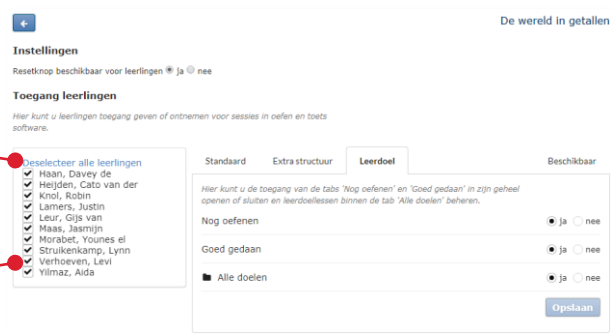 De wereld in getallen
Instellingen
Resetknop beschikbaar voor leerlingen ja nee
Toegang leerlingen
Hier kunt u leerlingen toegang geven of ontnemen voor sessies in oefen en toets
software.
Deselecteer alle leerlingen
Haan, Davey de
Heijden, Cato van der
Knol, Robin
Lamers, Justin
Leur, Gijs van
Maas, Jasmijn
Morabet, Younes el
Struikenkamp, Lynn
Verhoeven, Levi
Yilmaz, Aida
Standaard Extra structuur Leerdoel Beschikbaar
Hier kunt u de toegang van de tabs 'Nog oefenen' en 'Goed gedaan' in zijn geheel
openen of sluiten en leerdoellessen binnen de tab 'Alle doelen' beheren.
Nog oefenen ja nee
Goed gedaan ja nee
Alle doelen ja nee
Opslaan